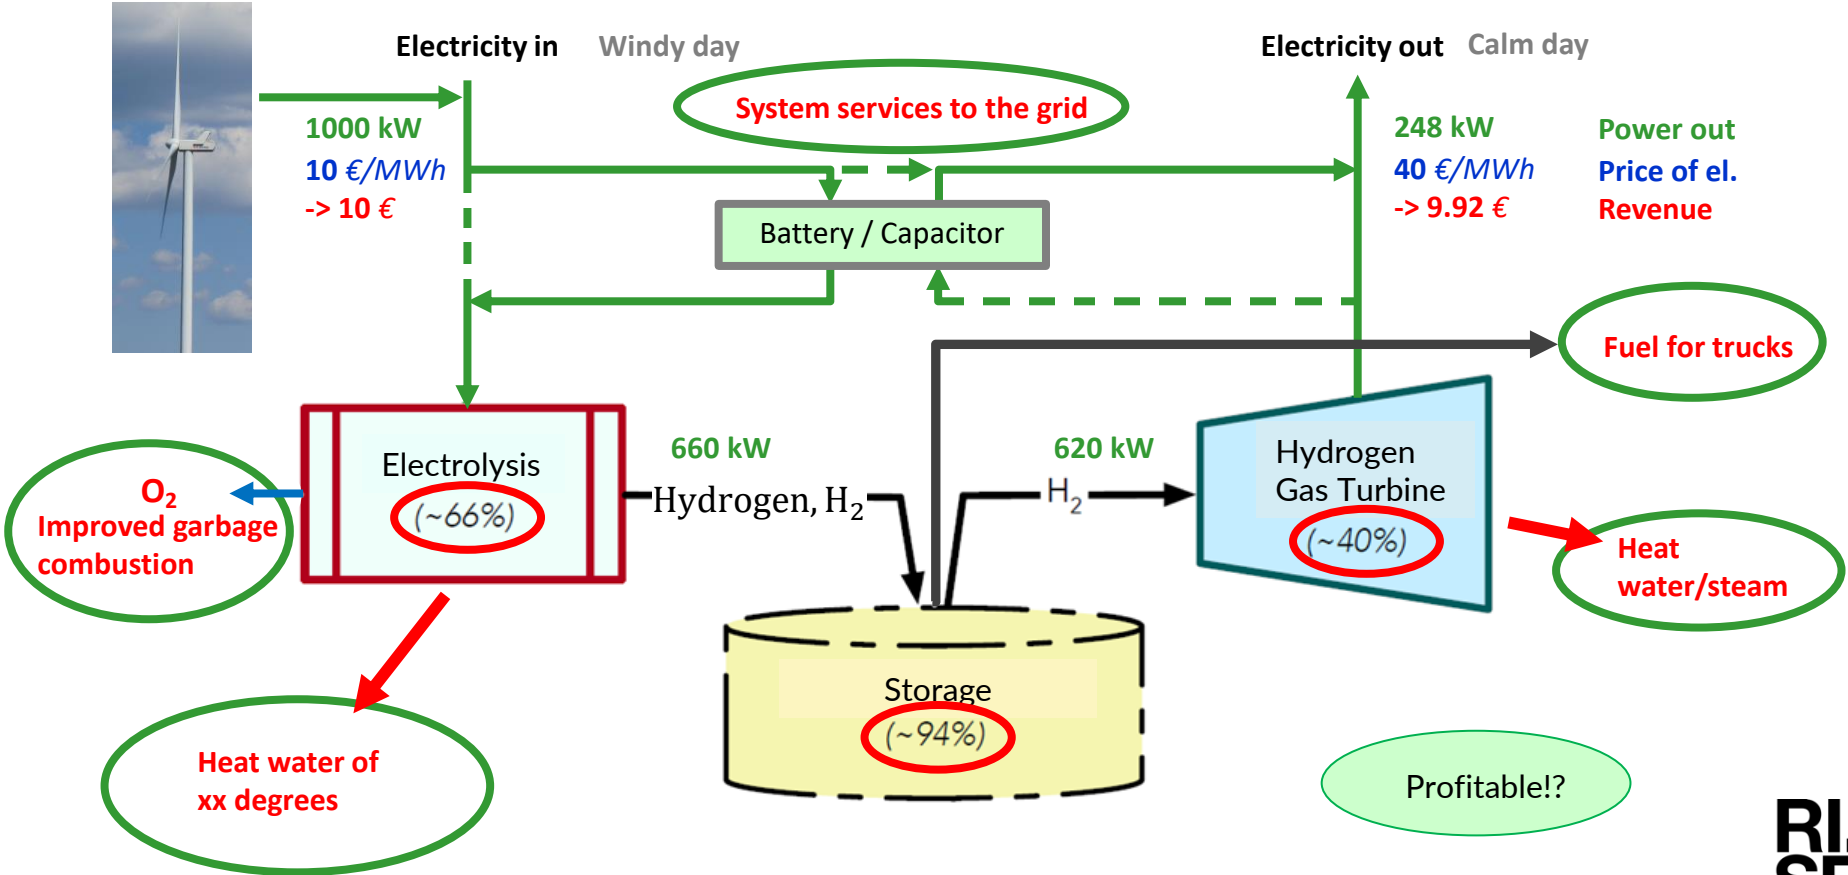 Electricity in Windy day
Electricity out Calm day
System services to the grid
1000 kW
10 €/MWh
-> 10 €
248 kW Power out
40 €/MWh Price of el.
-> 9.92 € Revenue
Battery / Capacitor
Fuel for trucks
Electrolysis
(~66%)
660 kW
Hydrogen, H₂
620 kW
H₂
Hydrogen
Gas Turbine
(~40%)
O₂
Improved garbage
combustion
Heat
water/steam
Storage
(~94%)
Heat water of
xx degrees
Profitable!?